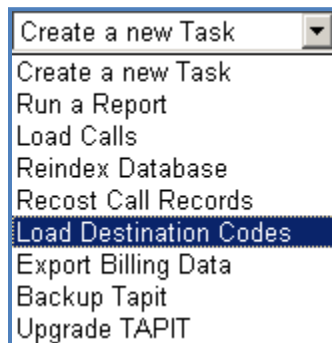 Create a new Task
Create a new Task
Run a Report
Load Calls
Reindex Database
Recost Call Records
Load Destination Codes
Export Billing Data
Backup Tapit
Upgrade TAPIT